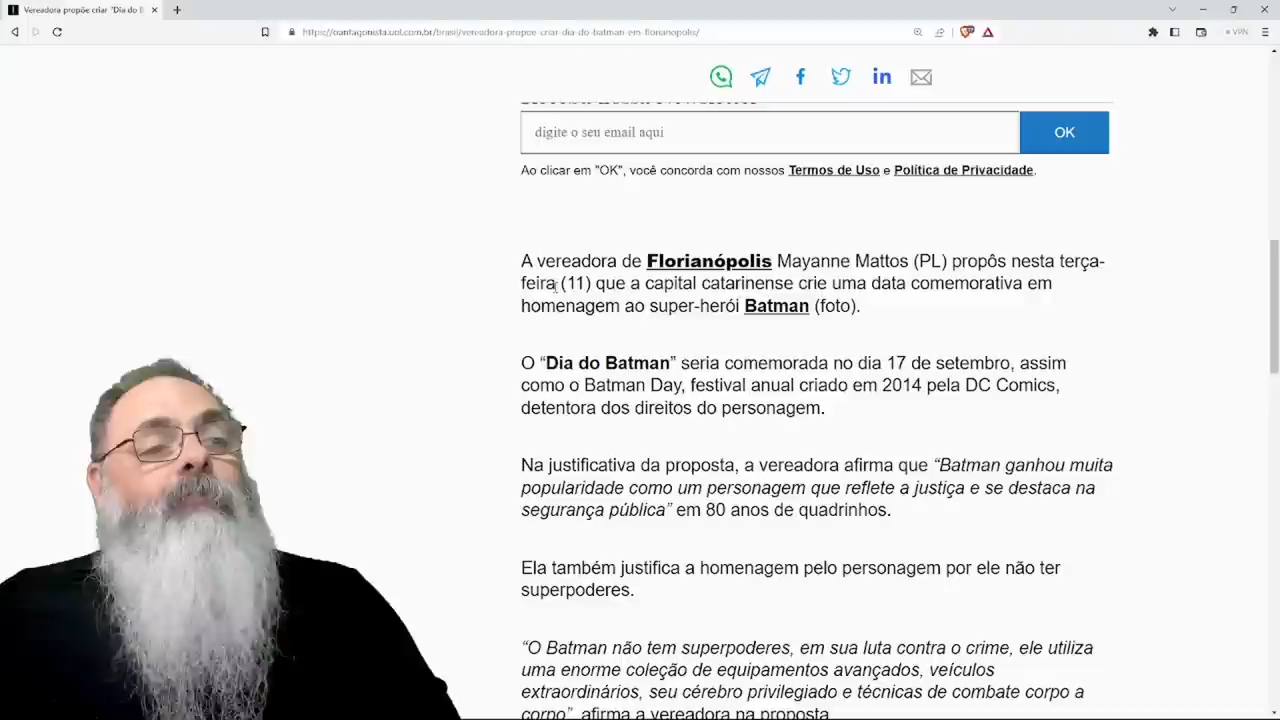 Vereadora propõe criar "Dia do B
https://oantagonista.uol.com.br/brasil/vereadora-propoe-criar-dia-do-batman-em-florianopolis/
VPN
digite o seu email aqui
OK
Ao clicar em "OK", você concorda com nossos Termos de Uso e Política de Privacidade.
A vereadora de Florianópolis Mayanne Mattos (PL) propôs nesta terça-
feira (11) que a capital catarinense crie uma data comemorativa em
homenagem ao super-herói Batman (foto).
O “Dia do Batman” seria comemorada no dia 17 de setembro, assim
como o Batman Day, festival anual criado em 2014 pela DC Comics,
detentora dos direitos do personagem.
Na justificativa da proposta, a vereadora afirma que “Batman ganhou muita
popularidade como um personagem que reflete a justiça e se destaca na
segurança pública” em 80 anos de quadrinhos.
Ela também justifica a homenagem pelo personagem por ele não ter
superpoderes.
“O Batman não tem superpoderes, em sua luta contra o crime, ele utiliza
uma enorme coleção de equipamentos avançados, veículos
extraordinários, seu cérebro privilegiado e técnicas de combate corpo a
corpo”, afirma a vereadora na proposta.